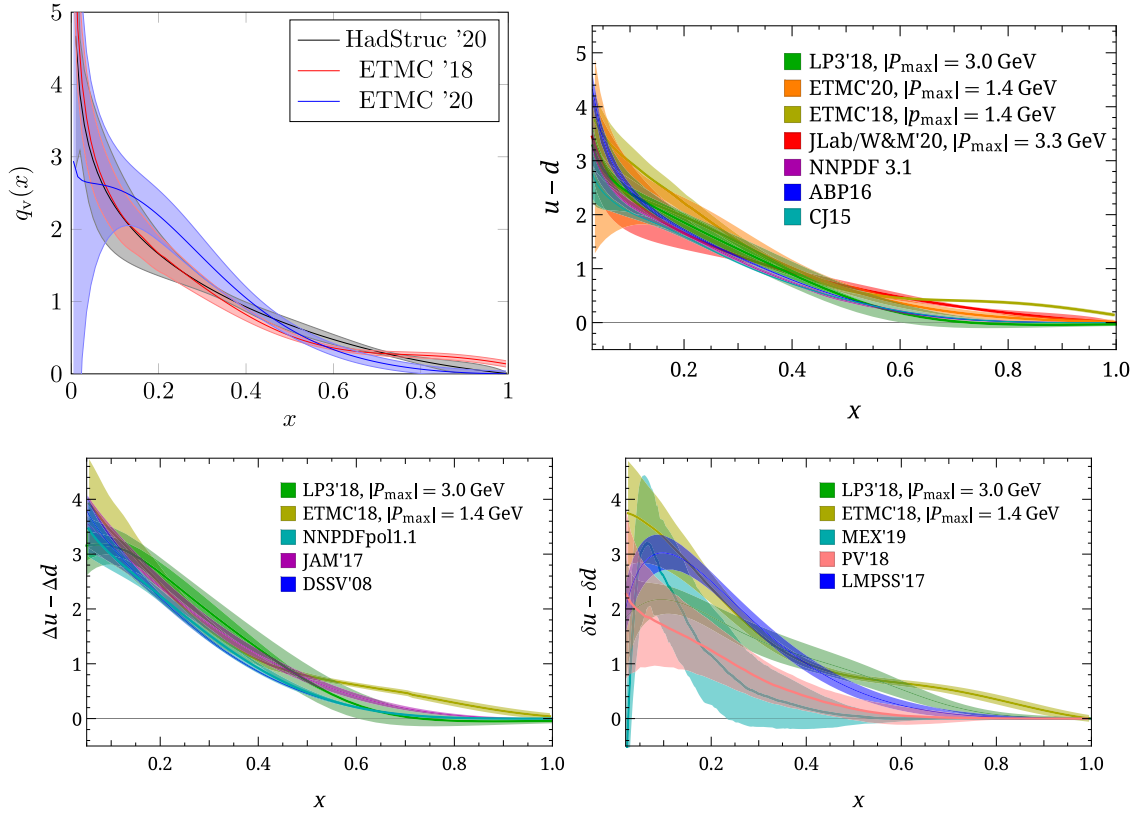 5
4
3
2
1
0
q_v(x)
HadStruc '20
ETMC '18
ETMC '20
0
0.2
0.4
0.6
0.8
1
x
5
4
3
2
1
0
u − d
LP3'18, |P_max| = 3.0 GeV
ETMC'20, |P_max| = 1.4 GeV
ETMC'18, |p_max| = 1.4 GeV
JLab/W&M'20, |P_max| = 3.3 GeV
NNPDF 3.1
ABP16
CJ15
0.2
0.4
0.6
0.8
1.0
x
4
3
2
1
0
Δu − Δd
LP3'18, |P_max| = 3.0 GeV
ETMC'18, |P_max| = 1.4 GeV
NNPDFpol1.1
JAM'17
DSSV'08
0.2
0.4
0.6
0.8
1.0
x
4
3
2
1
0
δu − δd
LP3'18, |P_max| = 3.0 GeV
ETMC'18, |P_max| = 1.4 GeV
MEX'19
PV'18
LMPSS'17
0.2
0.4
0.6
0.8
1.0
x